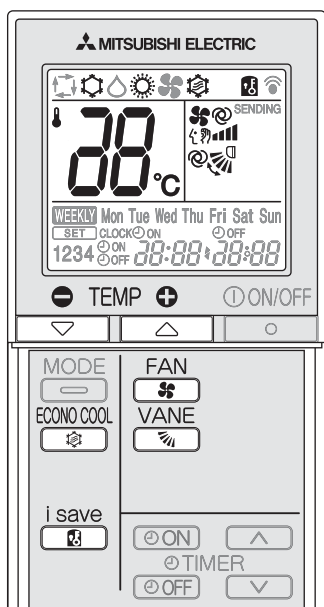 MITSUBISHI ELECTRIC
SENDING
88°C
WEEKLY Mon Tue Wed Thu Fri Sat Sun
SET CLOCK ON OFF
1234 ON OFF 88:88 88:88
TEMP ON/OFF
MODE FAN
ECONO COOL VANE
i save
ON
TIMER
OFF